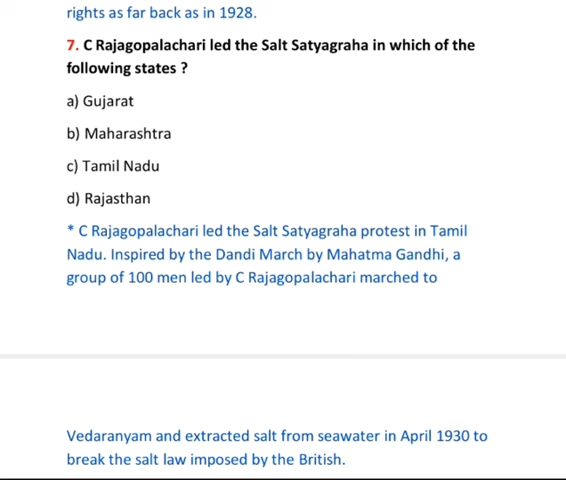 rights as far back as in 1928.
7. C Rajagopalachari led the Salt Satyagraha in which of the
following states ?
a) Gujarat
b) Maharashtra
c) Tamil Nadu
d) Rajasthan
* C Rajagopalachari led the Salt Satyagraha protest in Tamil
Nadu. Inspired by the Dandi March by Mahatma Gandhi, a
group of 100 men led by C Rajagopalachari marched to
Vedaranyam and extracted salt from seawater in April 1930 to
break the salt law imposed by the British.